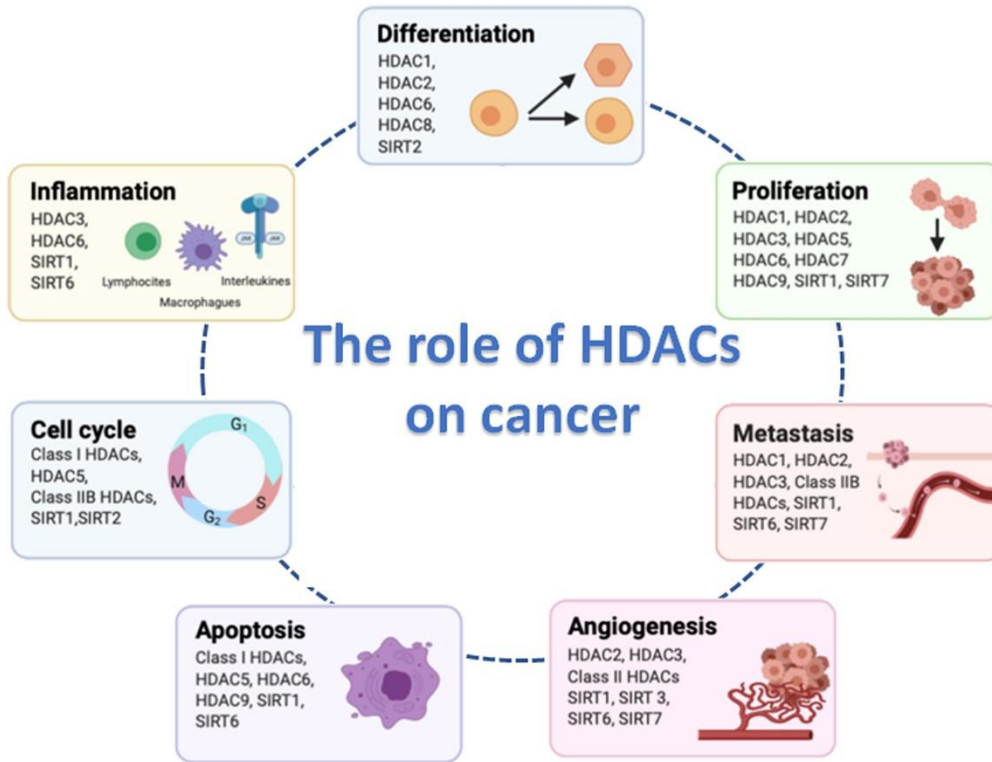 Differentiation
HDAC1,
HDAC2,
HDAC6,
HDAC8,
SIRT2
Inflammation
HDAC3,
HDAC6,
SIRT1,
SIRT6
Lymphocites
Macrophagues
Interleukines
JAK
JAK
Proliferation
HDAC1, HDAC2,
HDAC3, HDAC5,
HDAC6, HDAC7
HDAC9, SIRT1, SIRT7
The role of HDACs
on cancer
Cell cycle
Class I HDACs,
HDAC5,
Class IIB HDACs,
SIRT1,SIRT2
G1
S
G2
M
Metastasis
HDAC1, HDAC2,
HDAC3, Class IIB
HDACs, SIRT1,
SIRT6, SIRT7
Apoptosis
Class I HDACs,
HDAC5, HDAC6,
HDAC9, SIRT1,
SIRT6
Angiogenesis
HDAC2, HDAC3,
Class II HDACs
SIRT1, SIRT 3,
SIRT6, SIRT7